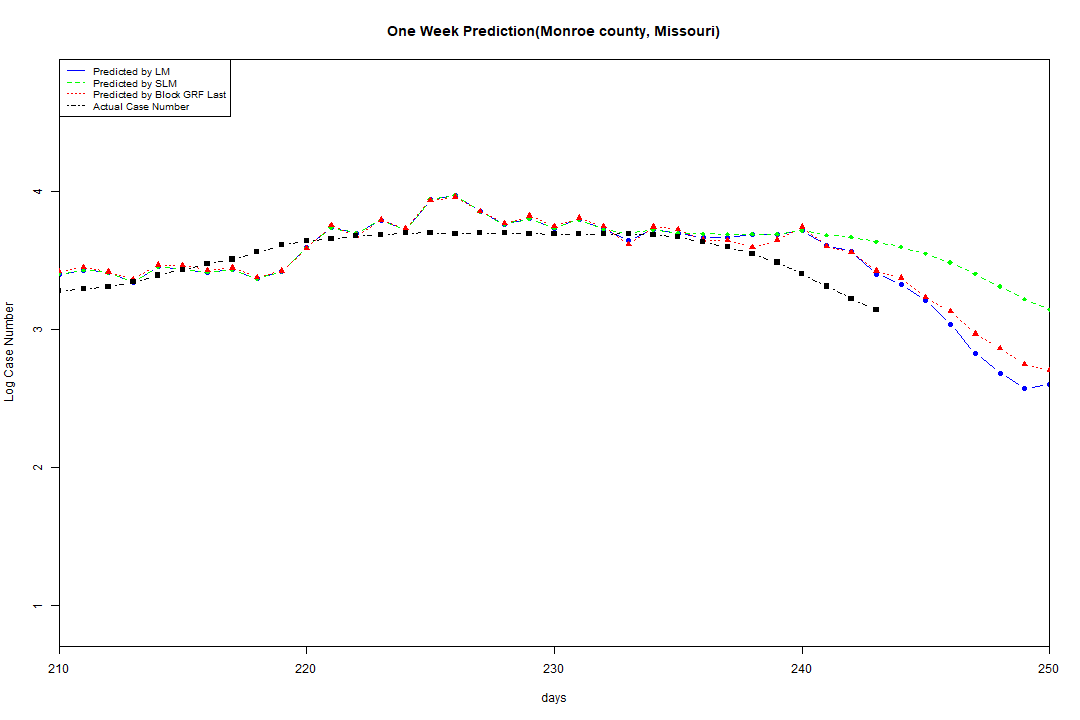 One Week Prediction(Monroe county, Missouri)
Predicted by LM
Predicted by SLM
Predicted by Block GRF Last
Actual Case Number
4
3
2
1
Log Case Number
210 220 230 240 250
days